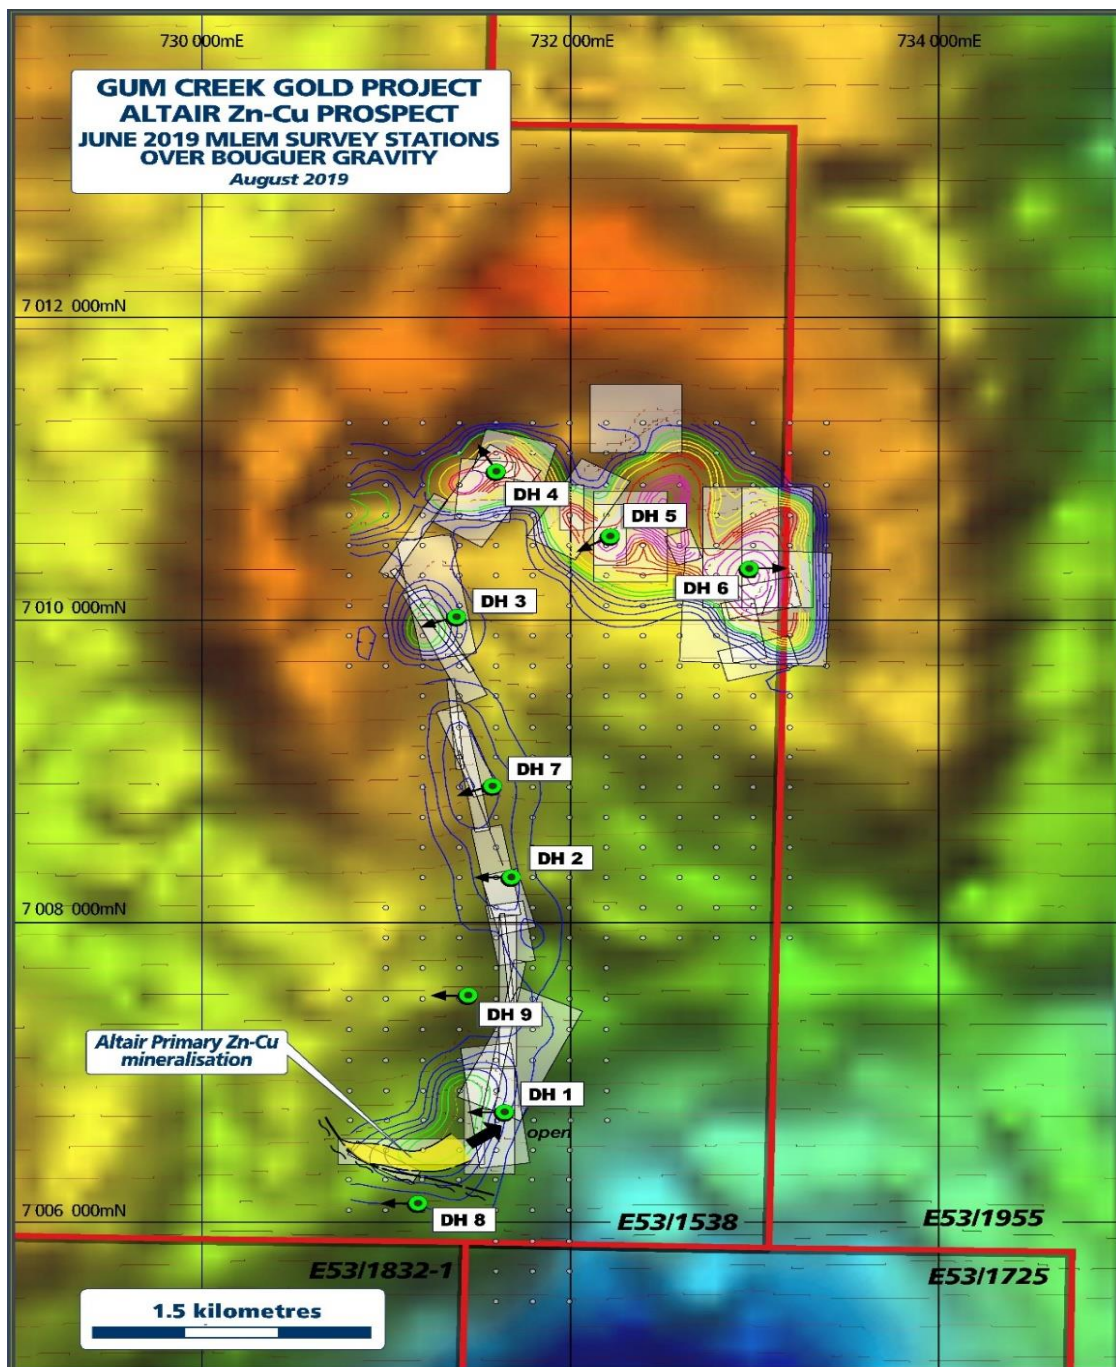 730 000mE
732 000mE
734 000mE
GUM CREEK GOLD PROJECT
ALTAIR Zn-Cu PROSPECT
JUNE 2019 MLEM SURVEY STATIONS
OVER BOUGUER GRAVITY
August 2019
7 012 000mN
DH 4
DH 5
DH 6
DH 3
7 010 000mN
DH 7
DH 2
7 008 000mN
DH 9
Altair Primary Zn-Cu
mineralisation
DH 1
open
7 006 000mN
DH 8
E53/1538
E53/1955
E53/1832-1
E53/1725
1.5 kilometres